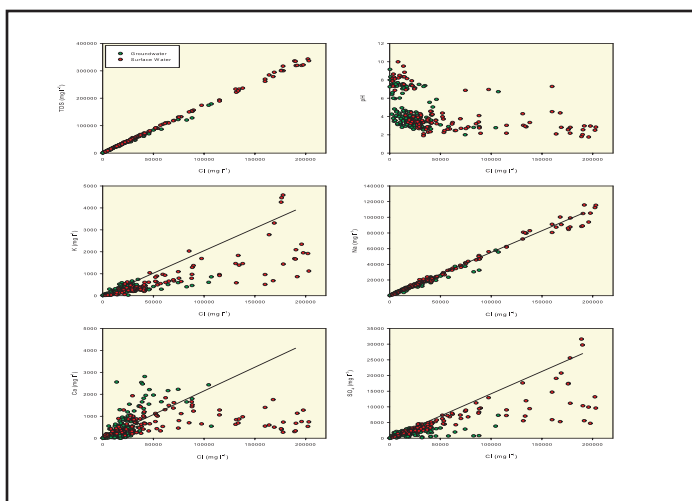 400000
300000
200000
100000
0
TDS (mg l⁻¹)
Groundwater
Surface Water
0 50000 100000 150000 200000
Cl (mg l⁻¹)
12
10
8
6
4
2
0
pH
0 50000 100000 150000 200000
Cl (mg l⁻¹)
5000
4000
3000
2000
1000
0
K (mg l⁻¹)
0 50000 100000 150000 200000
Cl (mg l⁻¹)
140000
120000
100000
80000
60000
40000
20000
0
Na (mg l⁻¹)
0 50000 100000 150000 200000
Cl (mg l⁻¹)
5000
4000
3000
2000
1000
0
Ca (mg l⁻¹)
0 50000 100000 150000 200000
Cl (mg l⁻¹)
35000
30000
25000
20000
15000
10000
5000
0
SO₄ (mg l⁻¹)
0 50000 100000 150000 200000
Cl (mg l⁻¹)